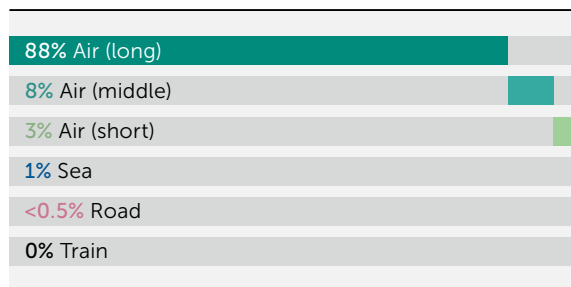 88% Air (long)
8% Air (middle)
3% Air (short)
1% Sea
<0.5% Road
0% Train